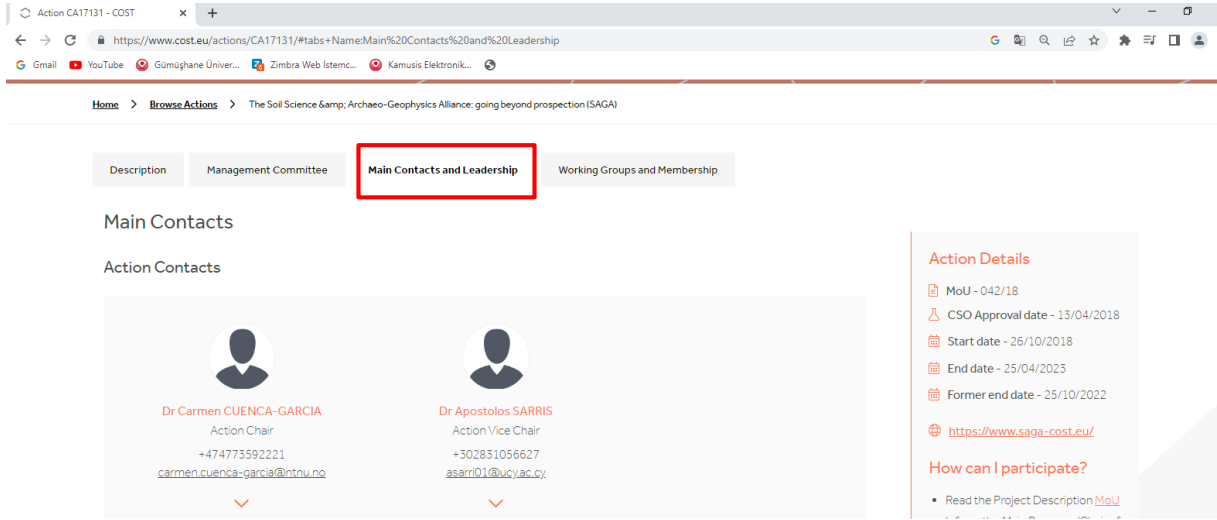 Action CA17131 - COST
https://www.cost.eu/actions/CA17131/#tabs+Name:Main%20Contacts%20and%20Leadership
Gmail YouTube Gümüşhane Üniver... Zimbra Web İstemc... Kamusis Elektronik...
Home > Browse Actions > The Soil Science &amp; Archaeo-Geophysics Alliance: going beyond prospection (SAGA)
Description Management Committee Main Contacts and Leadership Working Groups and Membership
Main Contacts
Action Contacts
Dr Carmen CUENCA-GARCIA
Action Chair
+474773592221
carmen.cuenca-garcia@ntnu.no
Dr Apostolos SARRIS
Action Vice Chair
+302831056627
asarri01@ucy.ac.cy
Action Details
MoU - 042/18
CSO Approval date - 13/04/2018
Start date - 26/10/2018
End date - 25/04/2023
Former end date - 25/10/2022
https://www.saga-cost.eu/
How can I participate?
• Read the Project Description MoU